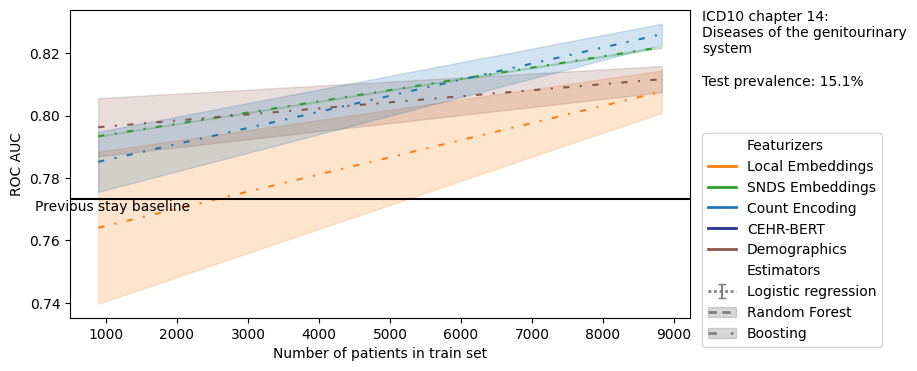 ICD10 chapter 14:
Diseases of the genitourinary
system
Test prevalence: 15.1%
ROC AUC
0.82
0.80
0.78
0.76
0.74
Previous stay baseline
1000 2000 3000 4000 5000 6000 7000 8000 9000
Number of patients in train set
Featurizers
Local Embeddings
SNDS Embeddings
Count Encoding
CEHR-BERT
Demographics
Estimators
Logistic regression
Random Forest
Boosting